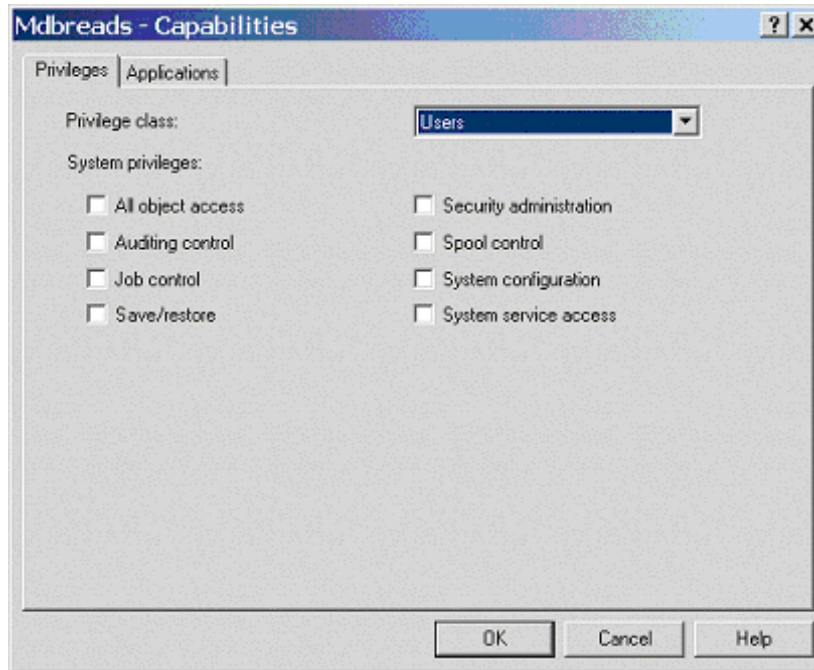 Mdbreads - Capabilities
Privileges Applications
Privilege class: Users
System privileges:
All object access Security administration
Auditing control Spool control
Job control System configuration
Save/restore System service access
OK Cancel Help